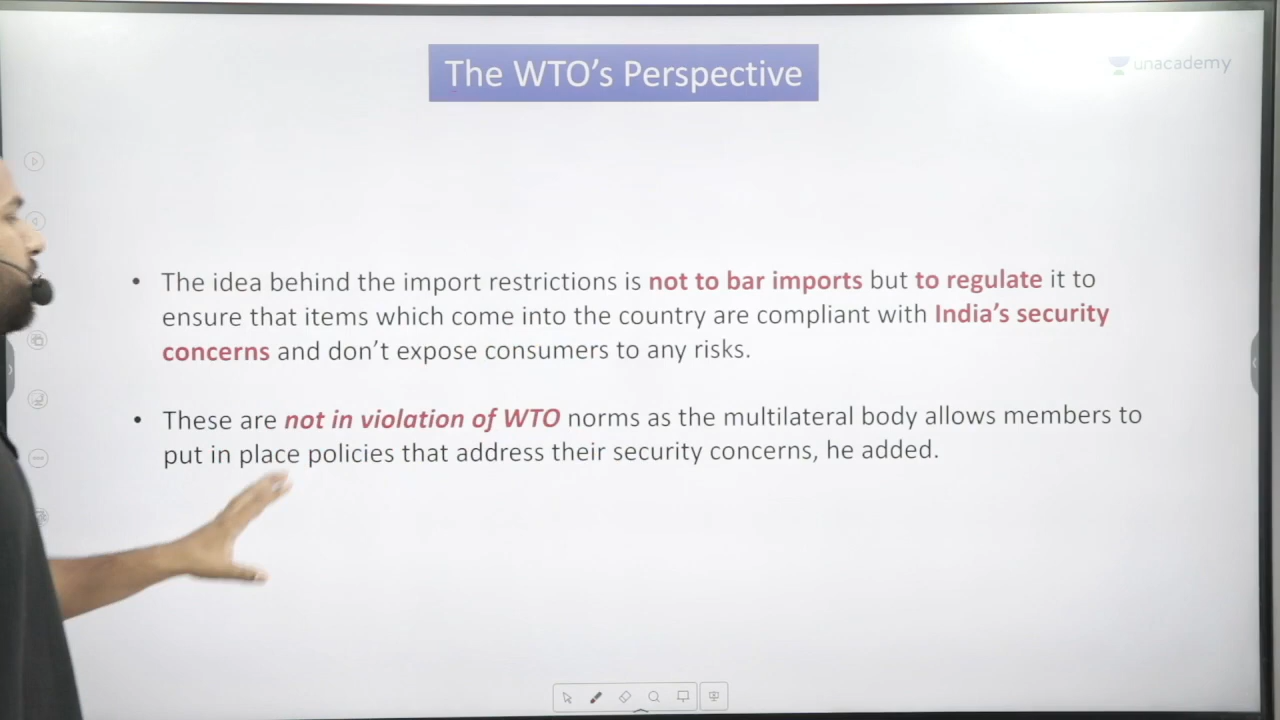 The WTO's Perspective
unacademy
• The idea behind the import restrictions is not to bar imports but to regulate it to
ensure that items which come into the country are compliant with India's security
concerns and don't expose consumers to any risks.
• These are not in violation of WTO norms as the multilateral body allows members to
put in place policies that address their security concerns, he added.